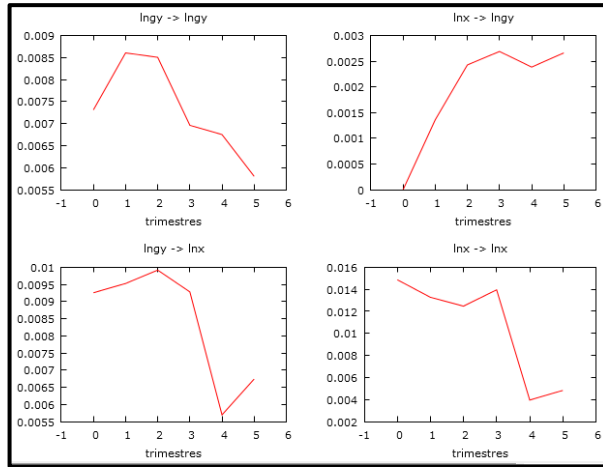 lngy -> lngy
0.009
0.0085
0.008
0.0075
0.007
0.0065
0.006
0.0055
-1 0 1 2 3 4 5 6
trimestres
lnx -> lngy
0.003
0.0025
0.002
0.0015
0.001
0.0005
0
-1 0 1 2 3 4 5 6
trimestres
lngy -> lnx
0.01
0.0095
0.009
0.0085
0.008
0.0075
0.007
0.0065
0.006
0.0055
-1 0 1 2 3 4 5 6
trimestres
lnx -> lnx
0.016
0.014
0.012
0.01
0.008
0.006
0.004
0.002
-1 0 1 2 3 4 5 6
trimestres